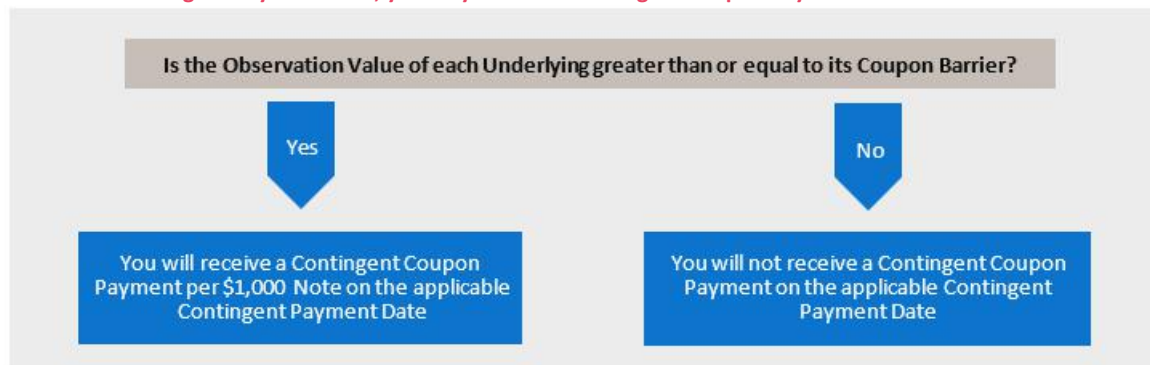 Is the Observation Value of each Underlying greater than or equal to its Coupon Barrier?
Yes
No
You will receive a Contingent Coupon
Payment per $1,000 Note on the applicable
Contingent Payment Date
You will not receive a Contingent Coupon
Payment on the applicable Contingent
Payment Date